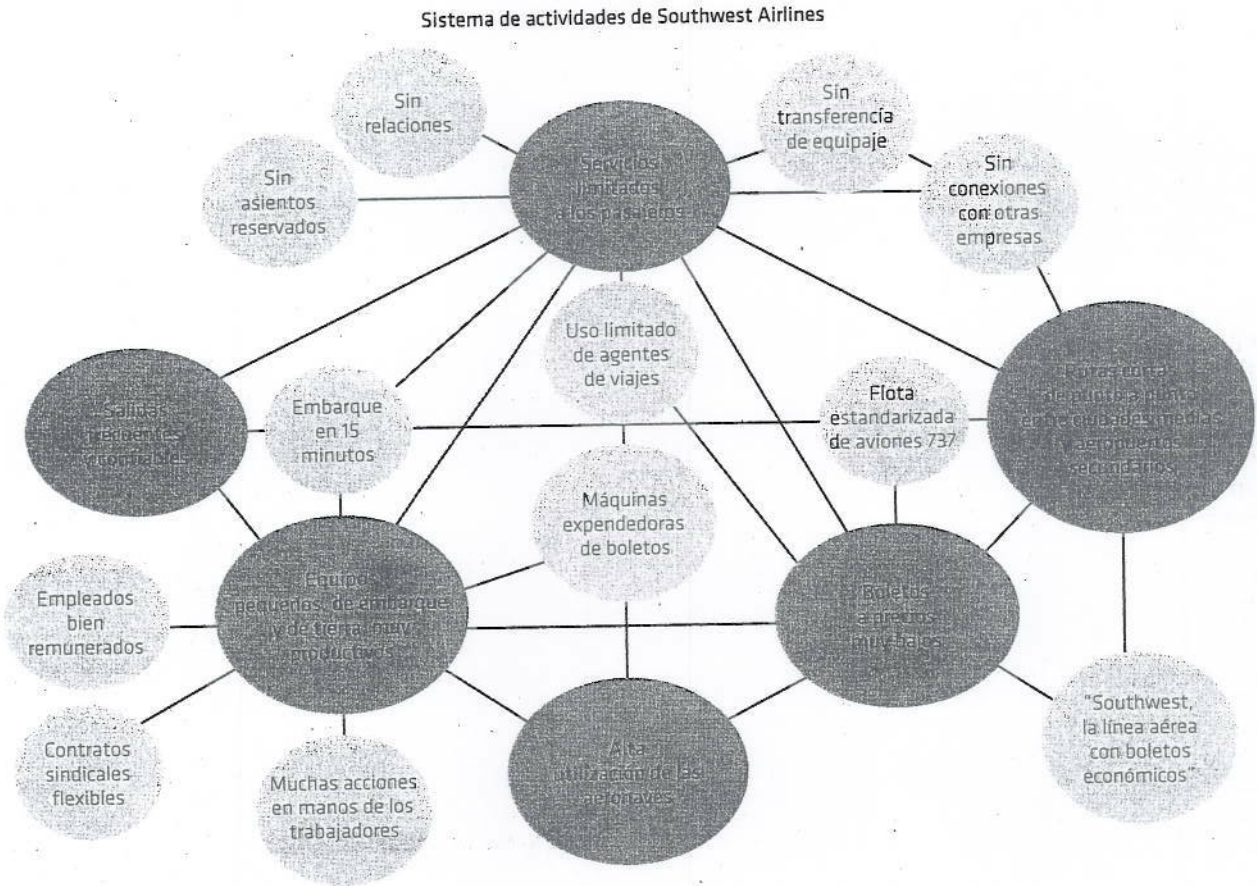 Sistema de actividades de Southwest Airlines
Sin
relaciones
Sin
transferencia
de equipaje
Servicios
limitados
a los pasajeros
Sin
asientos
reservados
Sin
conexiones
con otras
empresas
Uso limitado
de agentes
de viajes
Salidas
frecuentes
confiables
Embarque
en 15
minutos
Flota
estandarizada
de aviones 737
Rutas cortas
de punto a punto
entre ciudades medias
aeropuertos
secundarios
Máquinas
expendedoras
de boletos
Empleados
bien
remunerados
Equipos
pequeños, de embarque
y de tierra, muy
productivos
Boletos
a precios
muy bajos
Contratos
sindicales
flexibles
Muchas acciones
en manos de los
trabajadores
Alta
utilización de las
aeronaves
"Southwest,
la línea aérea
con boletos
económicos"